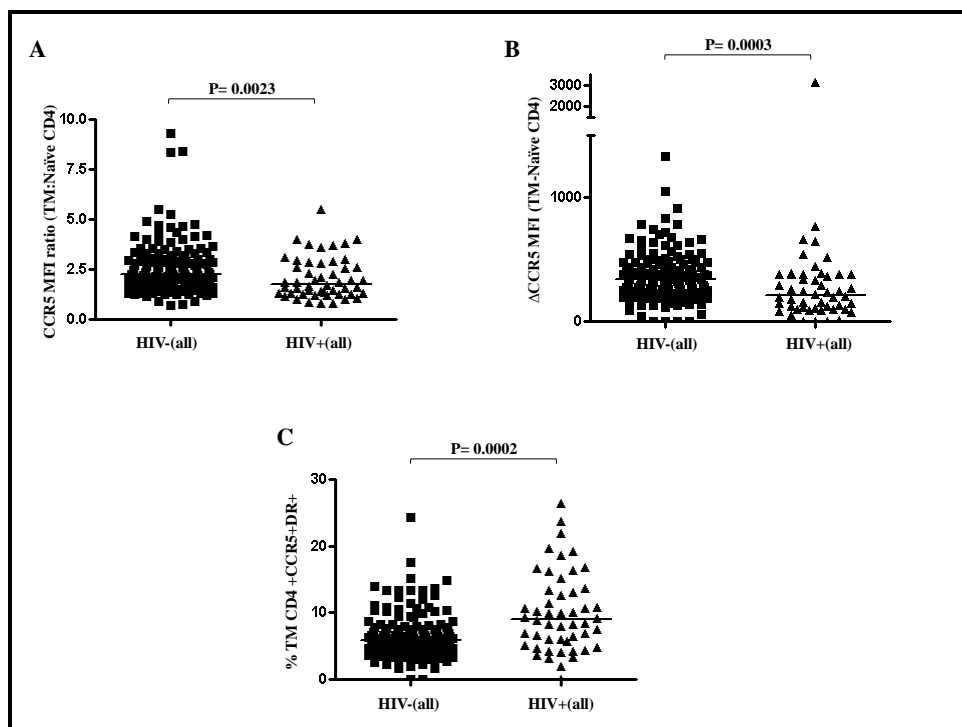 A
P= 0.0023
CCR5 MFI ratio (TM:Naïve CD4)
10.0
7.5
5.0
2.5
0.0
HIV-(all)
HIV+(all)
B
P= 0.0003
ΔCCR5 MFI (TM-Naïve CD4)
3000
2000
1000
0
HIV-(all)
HIV+(all)
C
P= 0.0002
% TM CD4 +CCR5+DR+
30
20
10
0
HIV-(all)
HIV+(all)